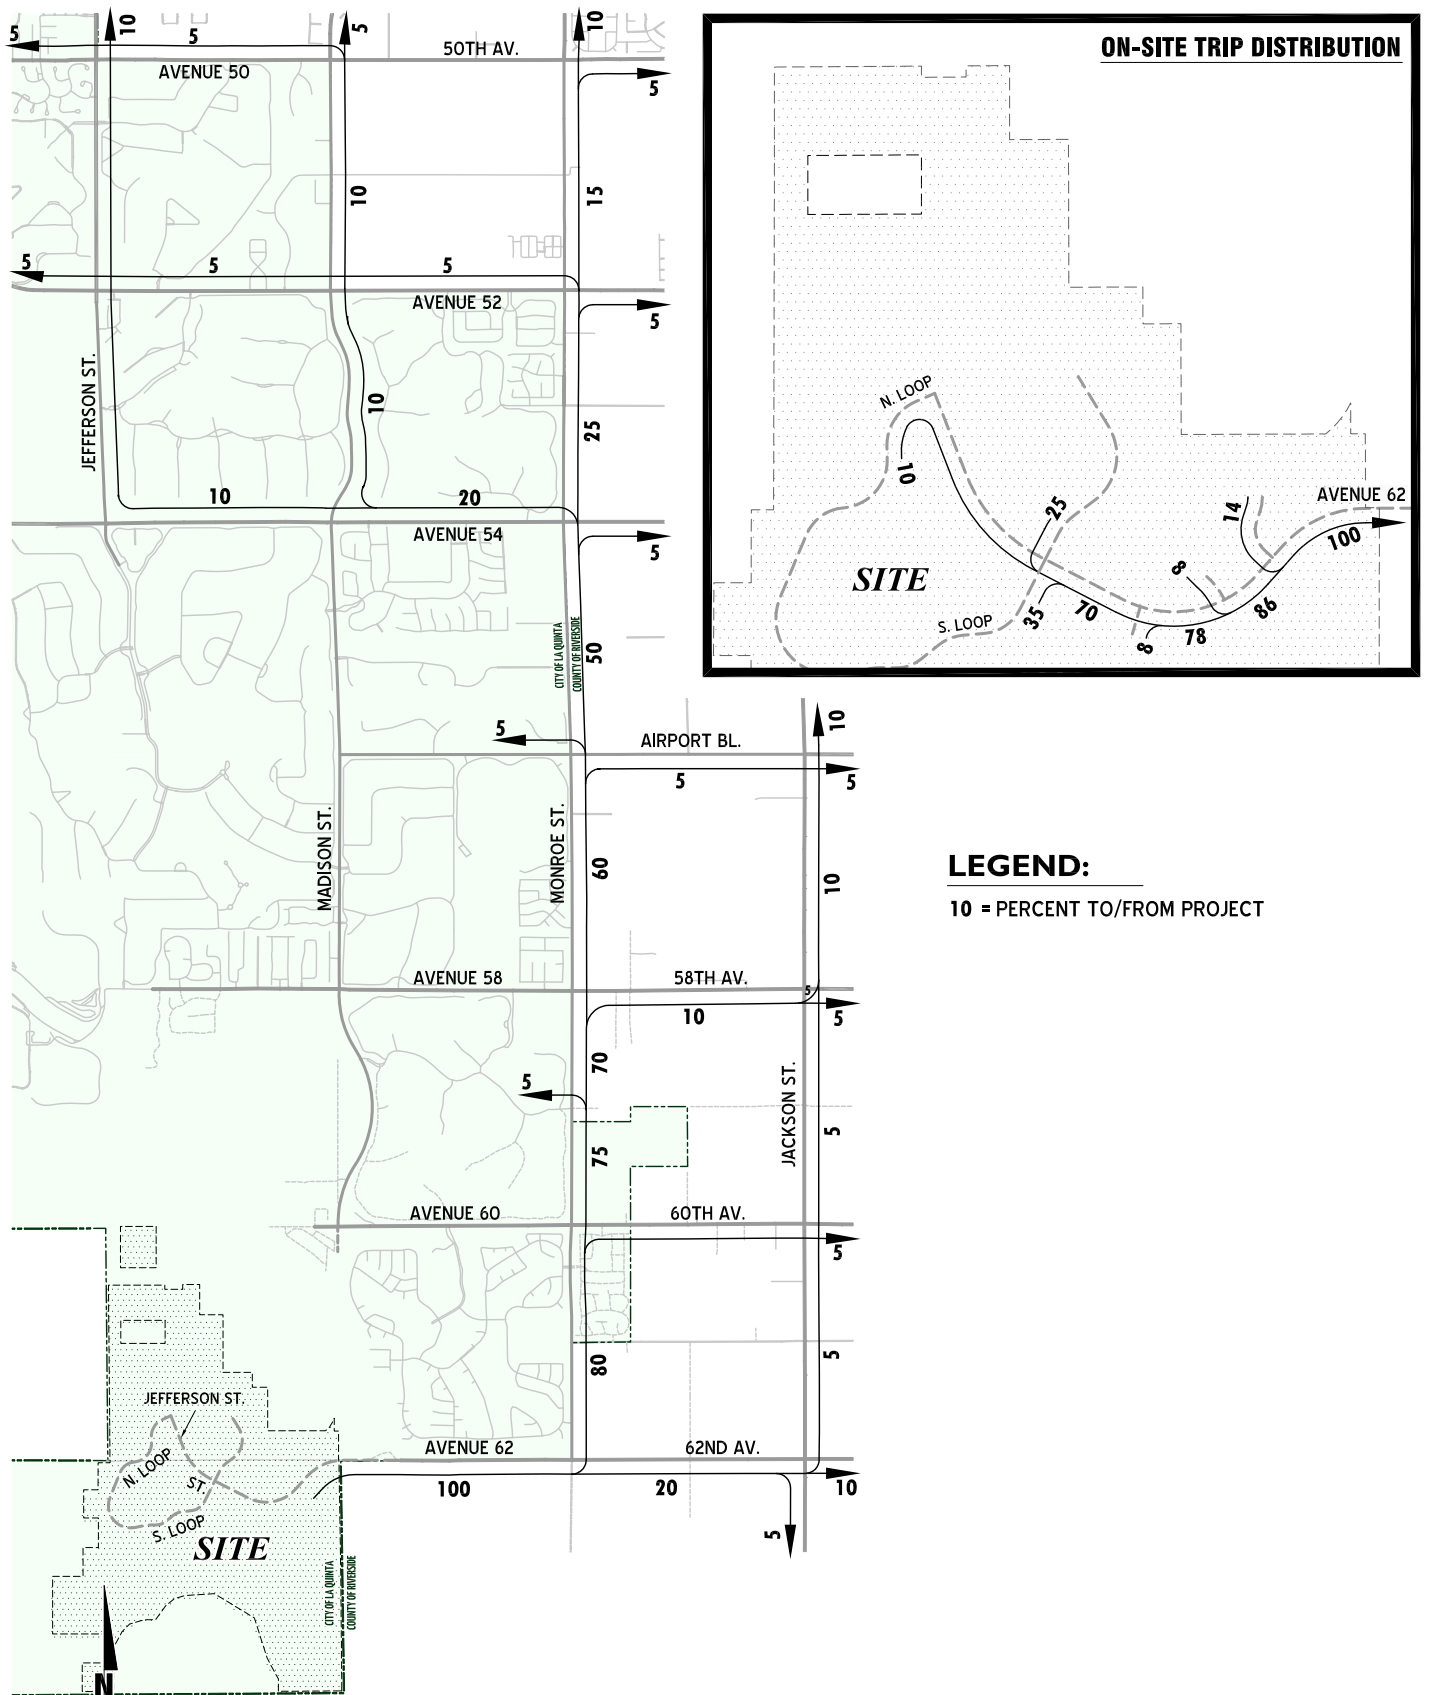 10
5
10
5
5
50TH AV.
AVENUE 50
5
ON-SITE TRIP DISTRIBUTION
10
15
5
5
5
AVENUE 52
5
JEFFERSON ST.
10
25
10
20
AVENUE 54
5
N. LOOP
10
25
14
AVENUE 62
100
SITE
8
86
S. LOOP
35
70
8
78
CITY OF LA QUINTA
COUNTY OF RIVERSIDE
50
5
AIRPORT BL.
10
5
5
MADISON ST.
MONROE ST.
60
10
LEGEND:
10 = PERCENT TO/FROM PROJECT
AVENUE 58
58TH AV.
5
10
5
70
5
JACKSON ST.
5
75
AVENUE 60
60TH AV.
5
80
5
JEFFERSON ST.
N. LOOP
ST.
S. LOOP
AVENUE 62
62ND AV.
100
20
10
5
SITE
CITY OF LA QUINTA
COUNTY OF RIVERSIDE
N